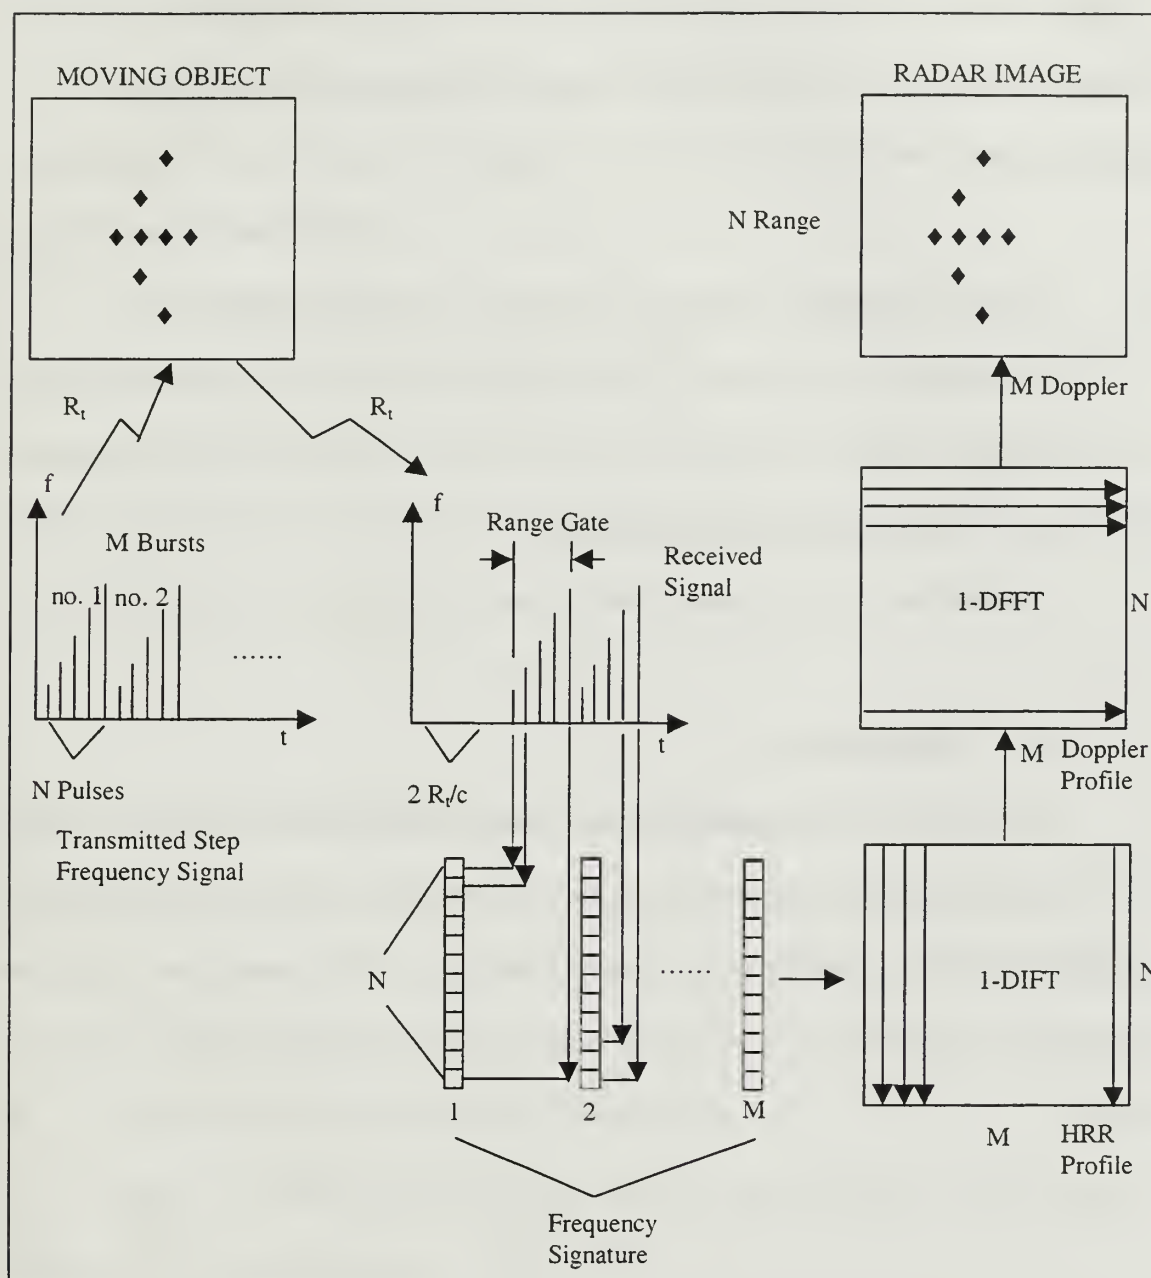 MOVING OBJECT
RADAR IMAGE
N Range
M Doppler
R_t
R_t
f
M Bursts
no. 1
no. 2
......
t
N Pulses
Transmitted Step
Frequency Signal
f
Range Gate
Received
Signal
t
2 R_t/c
1-DFFT
N
M
Doppler
Profile
N
1
2
......
M
1-DIFT
N
M
HRR
Profile
Frequency
Signature